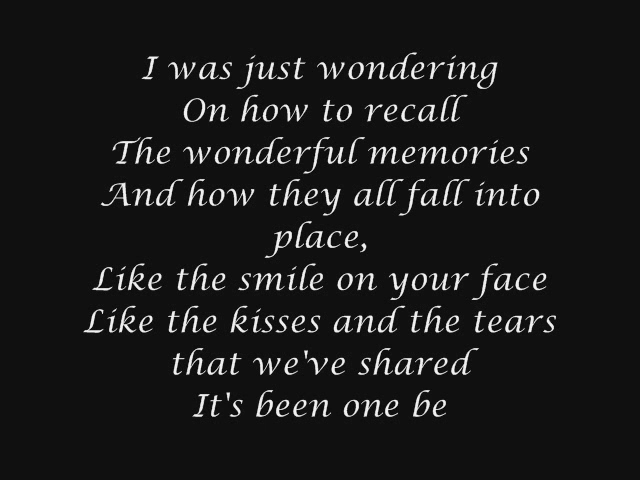 I was just wondering
On how to recall
The wonderful memories
And how they all fall into
place,
Like the smile on your face
Like the kisses and the tears
that we've shared
It's been one be